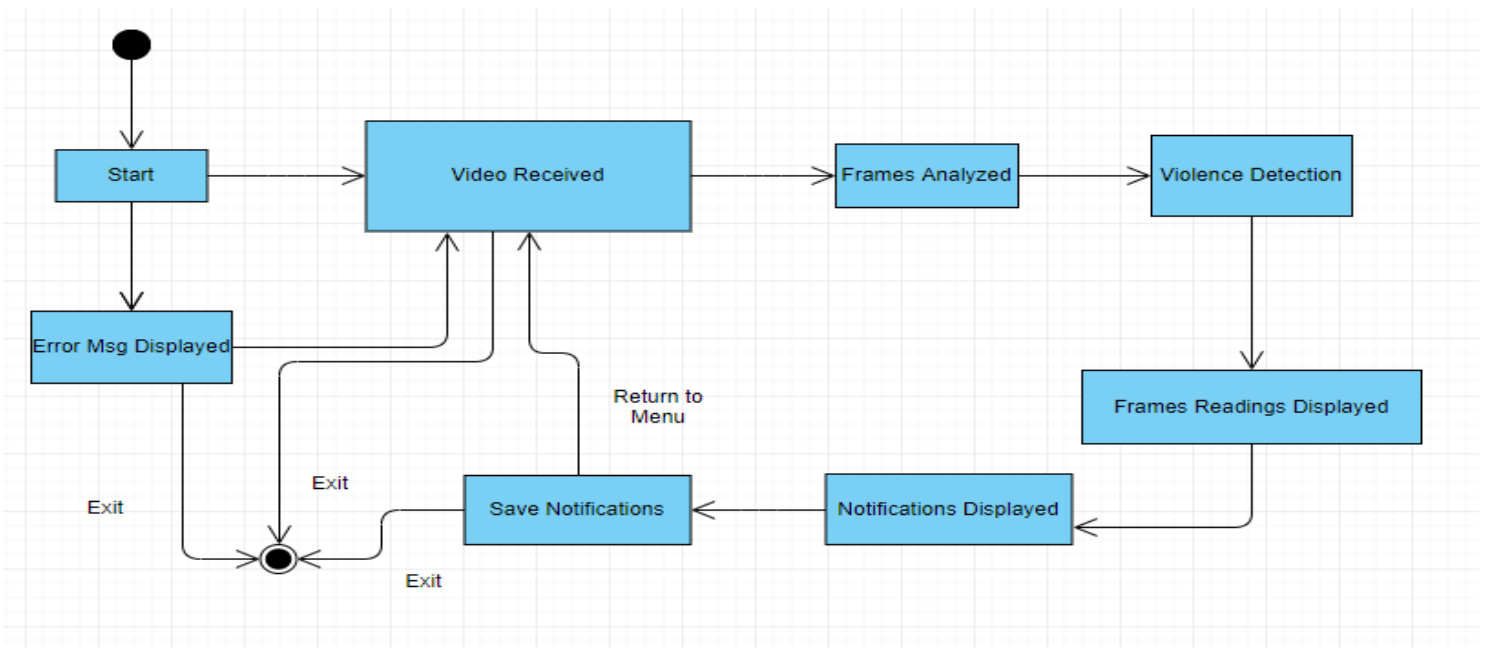 Start
Video Received
Frames Analyzed
Violence Detection
Error Msg Displayed
Return to
Menu
Frames Readings Displayed
Exit
Exit
Save Notifications
Notifications Displayed
Exit